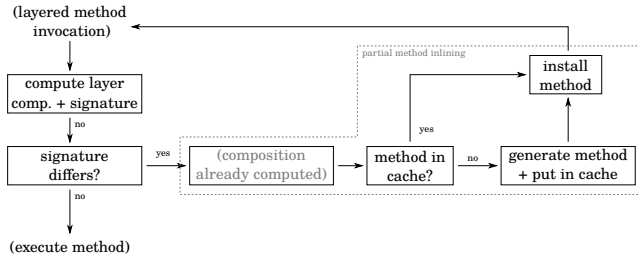 (layered method
invocation)
partial method inlining
install
method
compute layer
comp. + signature
no
yes
signature
differs?
yes
(composition
already computed)
method in
cache?
no
generate method
+ put in cache
no
(execute method)